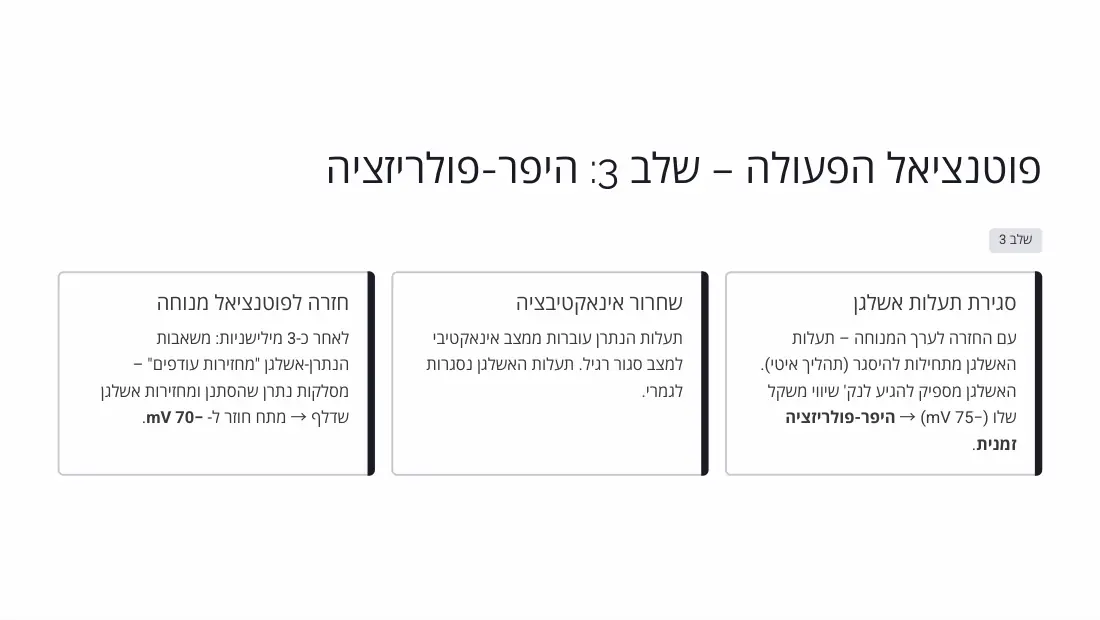 פוטנציאל הפעולה – שלב 3: היפר-פולריזציה
שלב 3
סגירת תעלות אשלגן
עם החזרה לערך המנוחה – תעלות
האשלגן מתחילות להיסגר (תהליך איטי).
האשלגן מספיק להגיע לנק' שיווי משקל
שלו (−75 mV) → היפר-פולריזציה
זמנית.
שחרור אינאקטיבציה
תעלות הנתרן עוברות ממצב אינאקטיבי
למצב סגור רגיל. תעלות האשלגן נסגרות
לגמרי.
חזרה לפוטנציאל מנוחה
לאחר כ-3 מילישניות: משאבות
הנתרן-אשלגן "מחזירות עודפים" –
מסלקות נתרן שהסתנן ומחזירות אשלגן
שדלף → מתח חוזר ל- −70 mV.